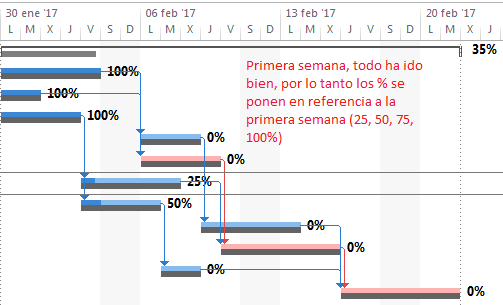 30 ene '17 06 feb '17 13 feb '17 20 feb '17
L M X J V S D L M X J V S D L M X J V S D L M X J
35%
100%
100%
100%
0%
0%
25%
50%
0%
0%
0%
0%
Primera semana, todo ha ido
bien, por lo tanto los % se
ponen en referencia a la
primera semana (25, 50, 75,
100%)